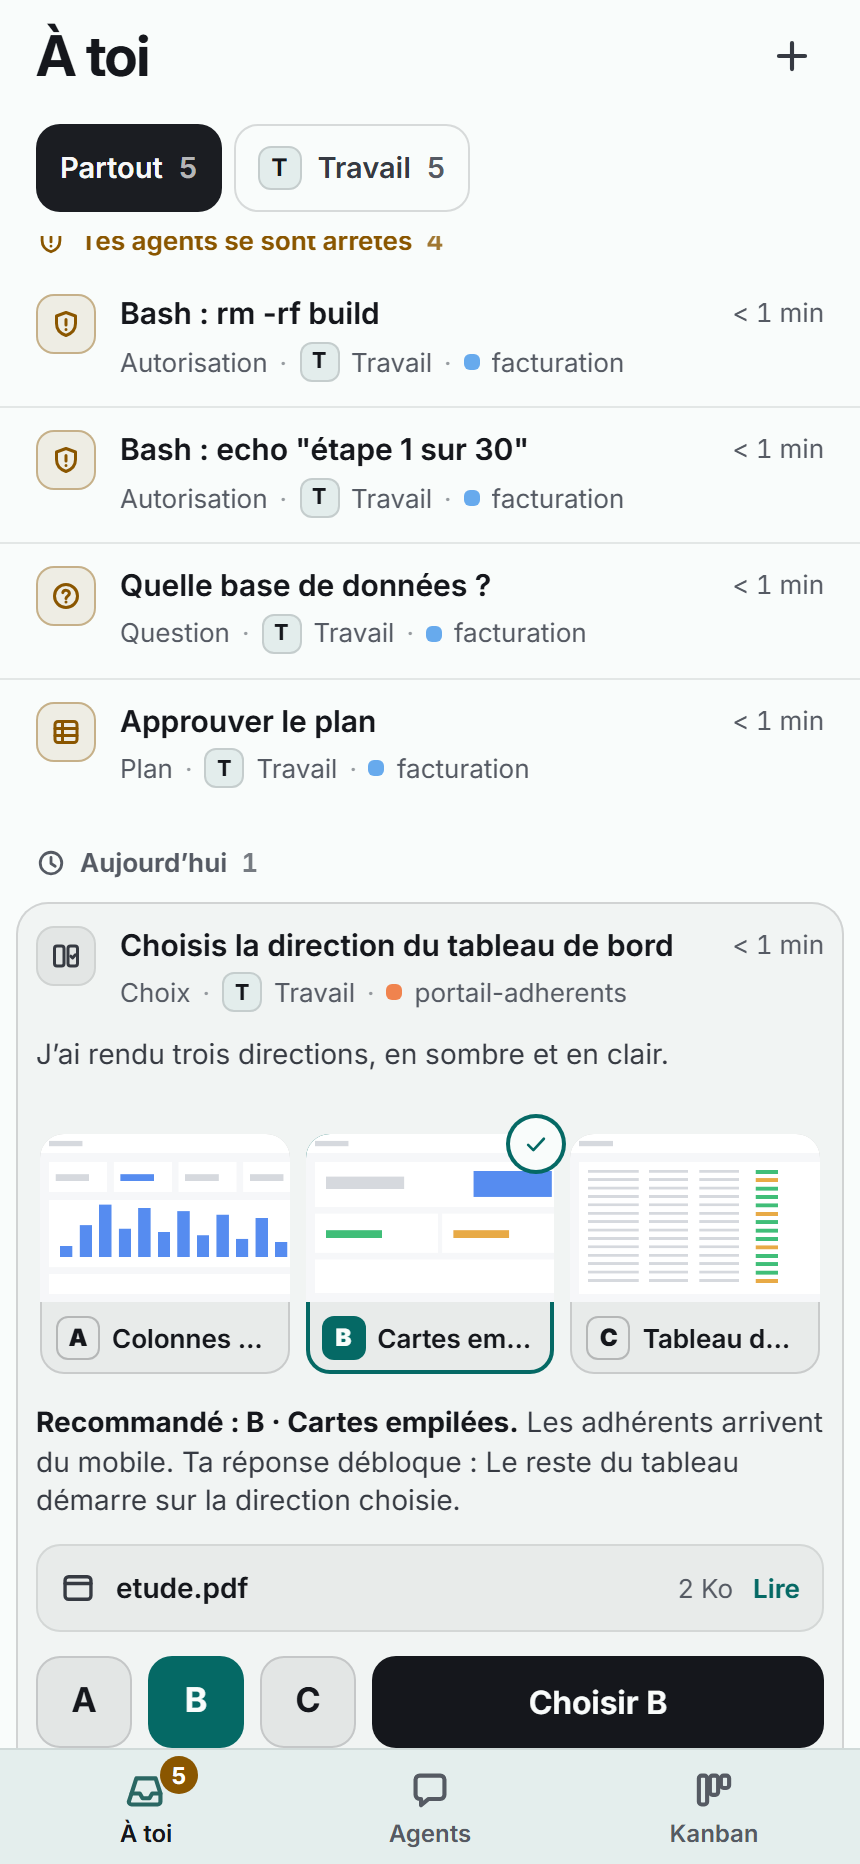 À toi
Partout 5
T Travail 5
Tes agents se sont arrêtés 4
Bash : rm -rf build
< 1 min
Autorisation · T Travail · facturation
Bash : echo "étape 1 sur 30"
< 1 min
Autorisation · T Travail · facturation
Quelle base de données ?
< 1 min
Question · T Travail · facturation
Approuver le plan
< 1 min
Plan · T Travail · facturation
Aujourd’hui 1
Choisis la direction du tableau de bord
< 1 min
Choix · T Travail · portail-adherents
J’ai rendu trois directions, en sombre et en clair.
A Colonnes ...
B Cartes em...
C Tableau d...
Recommandé : B · Cartes empilées. Les adhérents arrivent
du mobile. Ta réponse débloque : Le reste du tableau
démarre sur la direction choisie.
etude.pdf
2 Ko Lire
A
B
C
Choisir B
5
À toi
Agents
Kanban